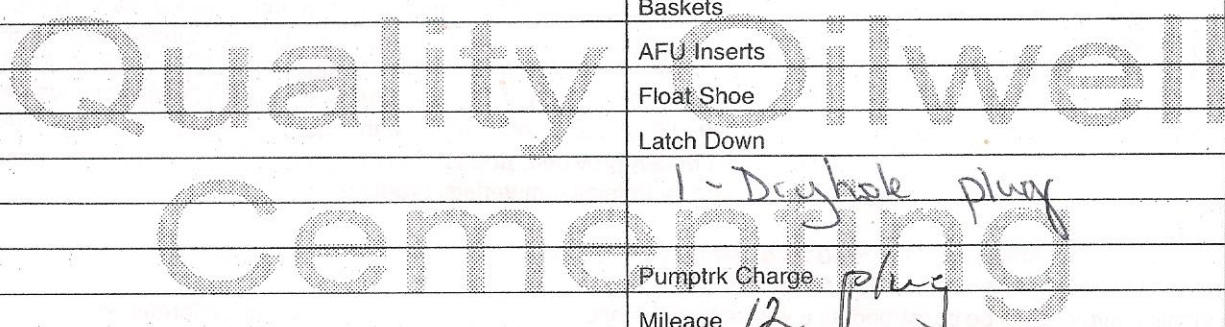 Baskets
Quality Oilwell
AFU Inserts
Float Shoe
Latch Down
1 - Dryhole plug
Cementing
Pumptrk Charge plug
Mileage 12